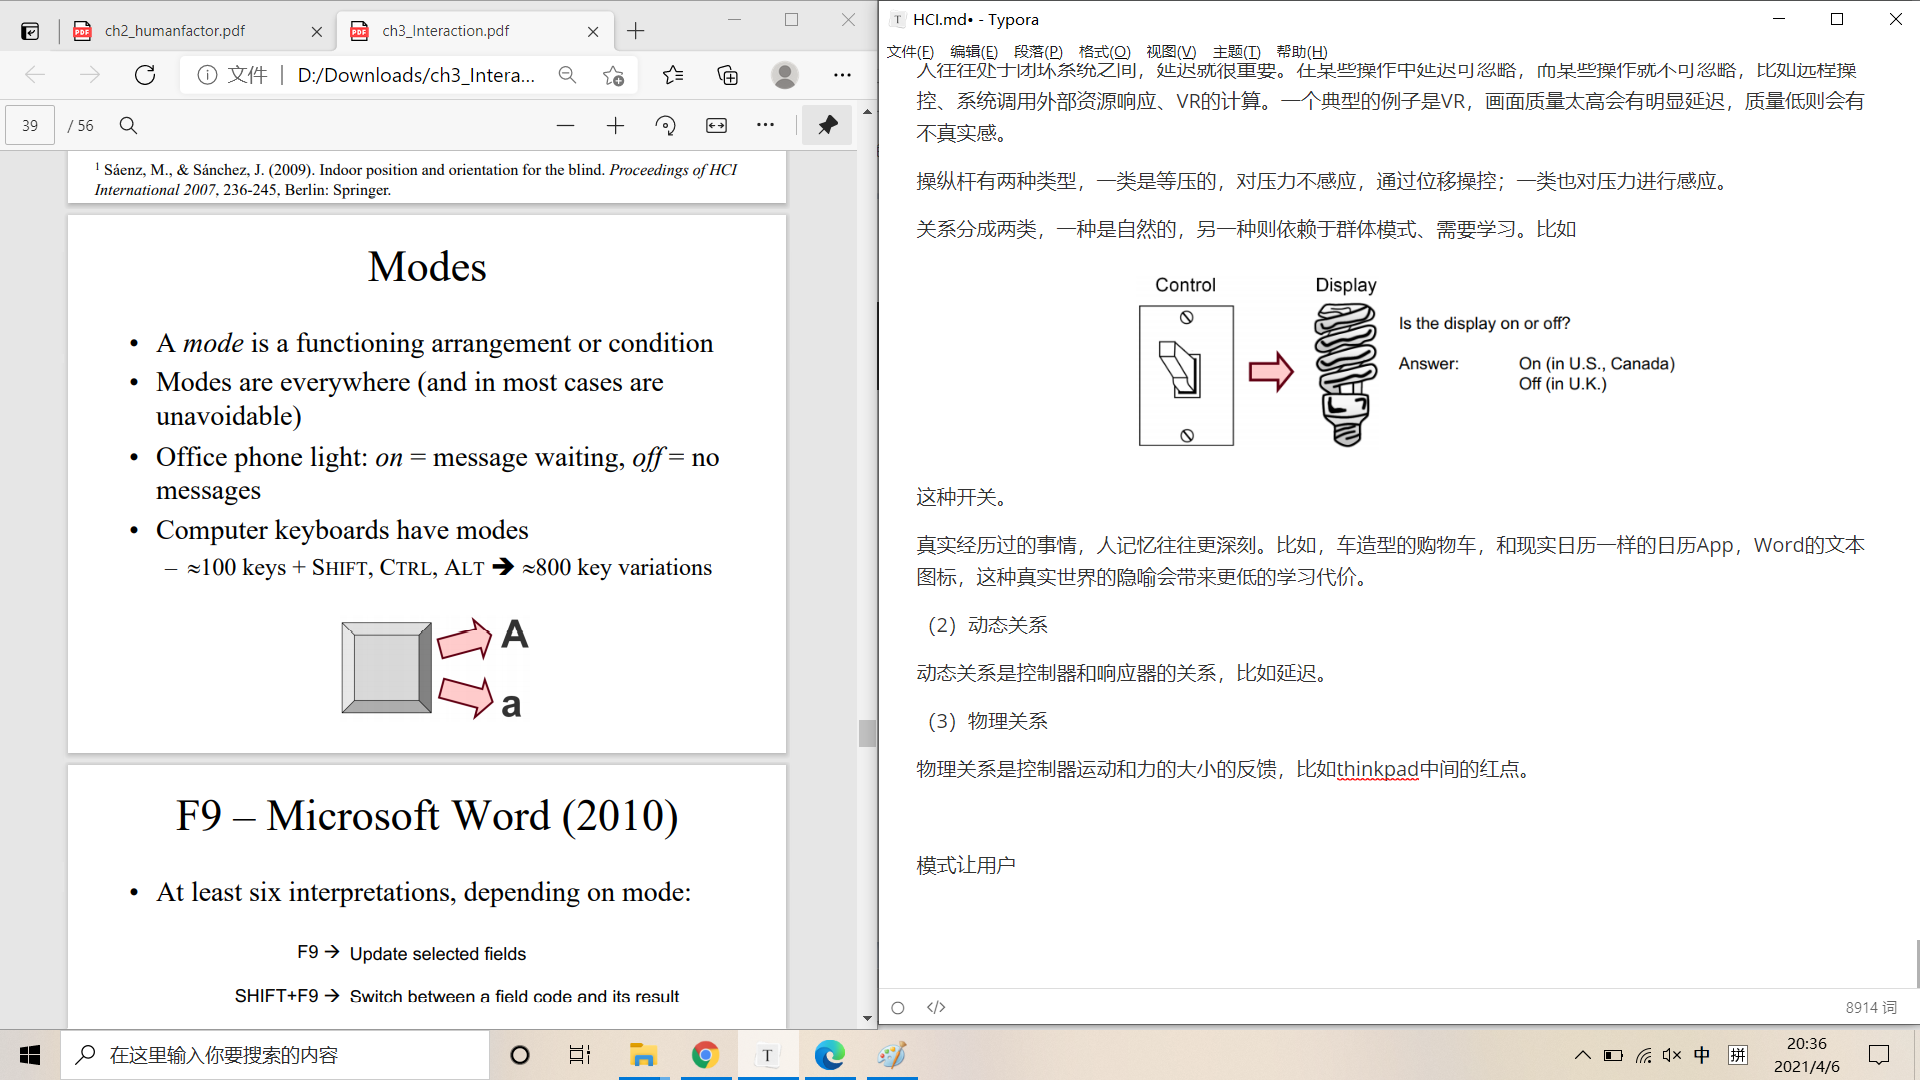 ch2_humanfactor.pdf
ch3_Interaction.pdf
文件
D:/Downloads/ch3_Intera...
39 / 56
1 Sáenz, M., & Sánchez, J. (2009). Indoor position and orientation for the blind. Proceedings of HCI
International 2007, 236-245, Berlin: Springer.
Modes
• A mode is a functioning arrangement or condition
• Modes are everywhere (and in most cases are
unavoidable)
• Office phone light: on = message waiting, off = no
messages
• Computer keyboards have modes
– ≈100 keys + SHIFT, CTRL, ALT ➔ ≈800 key variations
A
a
F9 – Microsoft Word (2010)
• At least six interpretations, depending on mode:
F9 → Update selected fields
SHIFT+F9 → Switch between a field code and its result
HCI.md• - Typora
文件(F) 编辑(E) 段落(P) 格式(O) 视图(V) 主题(T) 帮助(H)
人往往处于闭环系统之间，延迟就很重要。在某些操作中延迟可忽略，而某些操作就不可忽略，比如远程操
控、系统调用外部资源响应、VR的计算。一个典型的例子是VR，画面质量太高会有明显延迟，质量低则会有
不真实感。
操纵杆有两种类型，一类是等压的，对压力不感应，通过位移操控；一类也对压力进行感应。
关系分成两类，一种是自然的，另一种则依赖于群体模式、需要学习。比如
Control
Display
Is the display on or off?
Answer: On (in U.S., Canada)
Off (in U.K.)
这种开关。
真实经历过的事情，人记忆往往更深刻。比如，车造型的购物车，和现实日历一样的日历App，Word的文本
图标，这种真实世界的隐喻会带来更低的学习代价。
（2）动态关系
动态关系是控制器和响应器的关系，比如延迟。
（3）物理关系
物理关系是控制器运动和力的大小的反馈，比如thinkpad中间的红点。
模式让用户
8914 词
在这里输入你要搜索的内容
中
拼
20:36
2021/4/6